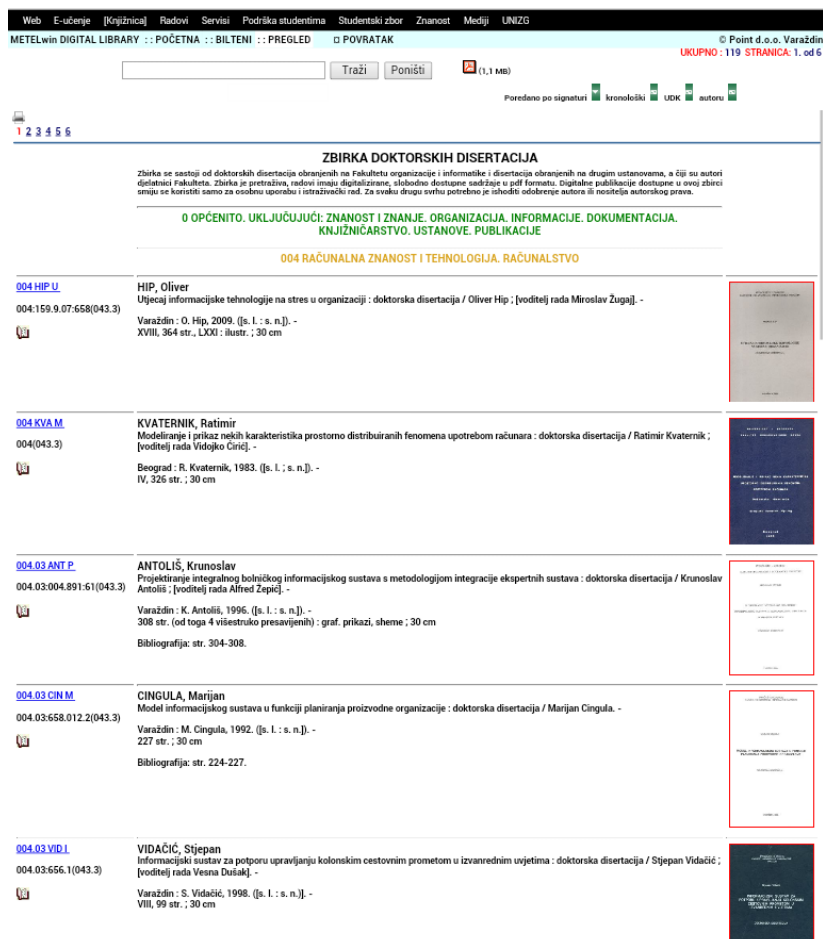 Web E-učenje [Knjižnica] Radovi Servisi Podrška studentima Studentski zbor Znanost Mediji UNIZG
METELwin DIGITAL LIBRARY : : POČETNA : : BILTENI : : PREGLED □ POVRATAK © Point d.o.o. Varaždin
UKUPNO : 119 STRANICA: 1. od 6
Traži Poništi (1,1 MB)
Poredano po signaturi kronološki UDK autoru
1 2 3 4 5 6
ZBIRKA DOKTORSKIH DISERTACIJA
Zbirka se sastoji od doktorskih disertacija obranjenih na Fakultetu organizacije i informatike i disertacija obranjenih na drugim ustanovama, a čiji su autori
djelatnici Fakulteta. Zbirka je pretraživa, radovi imaju digitalizirane, slobodno dostupne sadržaje u pdf formatu. Digitalne publikacije dostupne u ovoj zbirci
smiju se koristiti samo za osobnu uporabu i istraživački rad. Za svaku drugu svrhu potrebno je ishoditi odobrenje autora ili nositelja autorskog prava.
0 OPĆENITO. UKLJUČUJUĆI: ZNANOST I ZNANJE. ORGANIZACIJA. INFORMACIJE. DOKUMENTACIJA.
KNJIŽNIČARSTVO. USTANOVE. PUBLIKACIJE
004 RAČUNALNA ZNANOST I TEHNOLOGIJA. RAČUNALSTVO
004 HIP U
004:159.9.07:658(043.3)
HIP, Oliver
Utjecaj informacijske tehnologije na stres u organizaciji : doktorska disertacija / Oliver Hip ; [voditelj rada Miroslav Žugaj]. -
Varaždin : O. Hip, 2009. ([s. l. : s. n.]). -
XVIII, 364 str., LXXI : ilustr. ; 30 cm
004 KVA M
004(043.3)
KVATERNIK, Ratimir
Modeliranje i prikaz nekih karakteristika prostorno distribuiranih fenomena upotrebom računara : doktorska disertacija / Ratimir Kvaternik ;
[voditelj rada Vidojko Ćirić]. -
Beograd : R. Kvaternik, 1983. ([s. l. ; s. n.]). -
IV, 326 str. ; 30 cm
004.03 ANT P
004.03:004.891:61(043.3)
ANTOLIŠ, Krunoslav
Projektiranje integralnog bolničkog informacijskog sustava s metodologijom integracije ekspertnih sustava : doktorska disertacija / Krunoslav
Antoliš ; [voditelj rada Alfred Žepić]. -
Varaždin : K. Antoliš, 1996. ([s. l. : s. n.]). -
308 str. (od toga 4 višestruko presavijenih) : graf. prikazi, sheme ; 30 cm
Bibliografija: str. 304-308.
004.03 CIN M
004.03:658.012.2(043.3)
CINGULA, Marijan
Model informacijskog sustava u funkciji planiranja proizvodne organizacije : doktorska disertacija / Marijan Cingula. -
Varaždin : M. Cingula, 1992. ([s. l. : s. n.]). -
227 str. ; 30 cm
Bibliografija: str. 224-227.
004.03 VID I
004.03:656.1(043.3)
VIDAČIĆ, Stjepan
Informacijski sustav za potporu upravljanju kolonskim cestovnim prometom u izvanrednim uvjetima : doktorska disertacija / Stjepan Vidačić ;
[voditelj rada Vesna Dušak]. -
Varaždin : S. Vidačić, 1998. ([s. l. : s. n.)]. -
VIII, 99 str. ; 30 cm